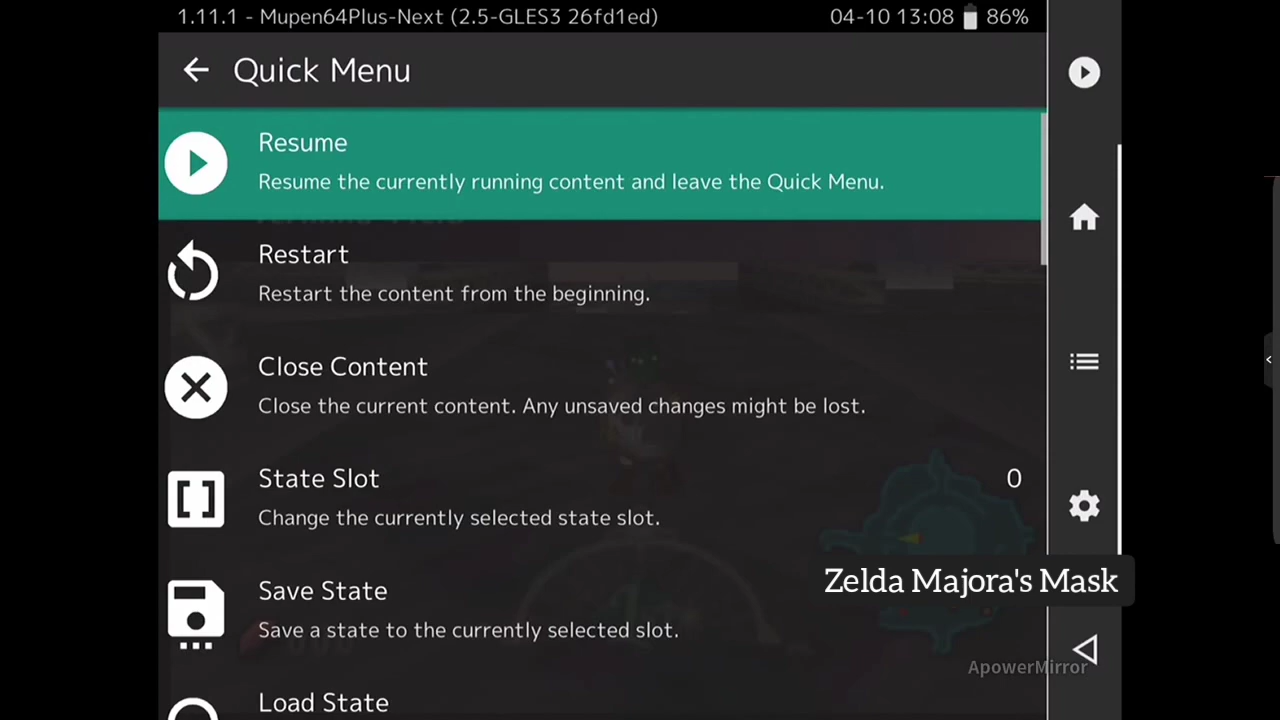 1.11.1 - Mupen64Plus-Next (2.5-GLES3 26fd1ed)
04-10 13:08 86%
Quick Menu
Resume
Resume the currently running content and leave the Quick Menu.
Restart
Restart the content from the beginning.
Close Content
Close the current content. Any unsaved changes might be lost.
State Slot
0
Change the currently selected state slot.
Zelda Majora's Mask
Save State
Save a state to the currently selected slot.
ApowerMirror
Load State